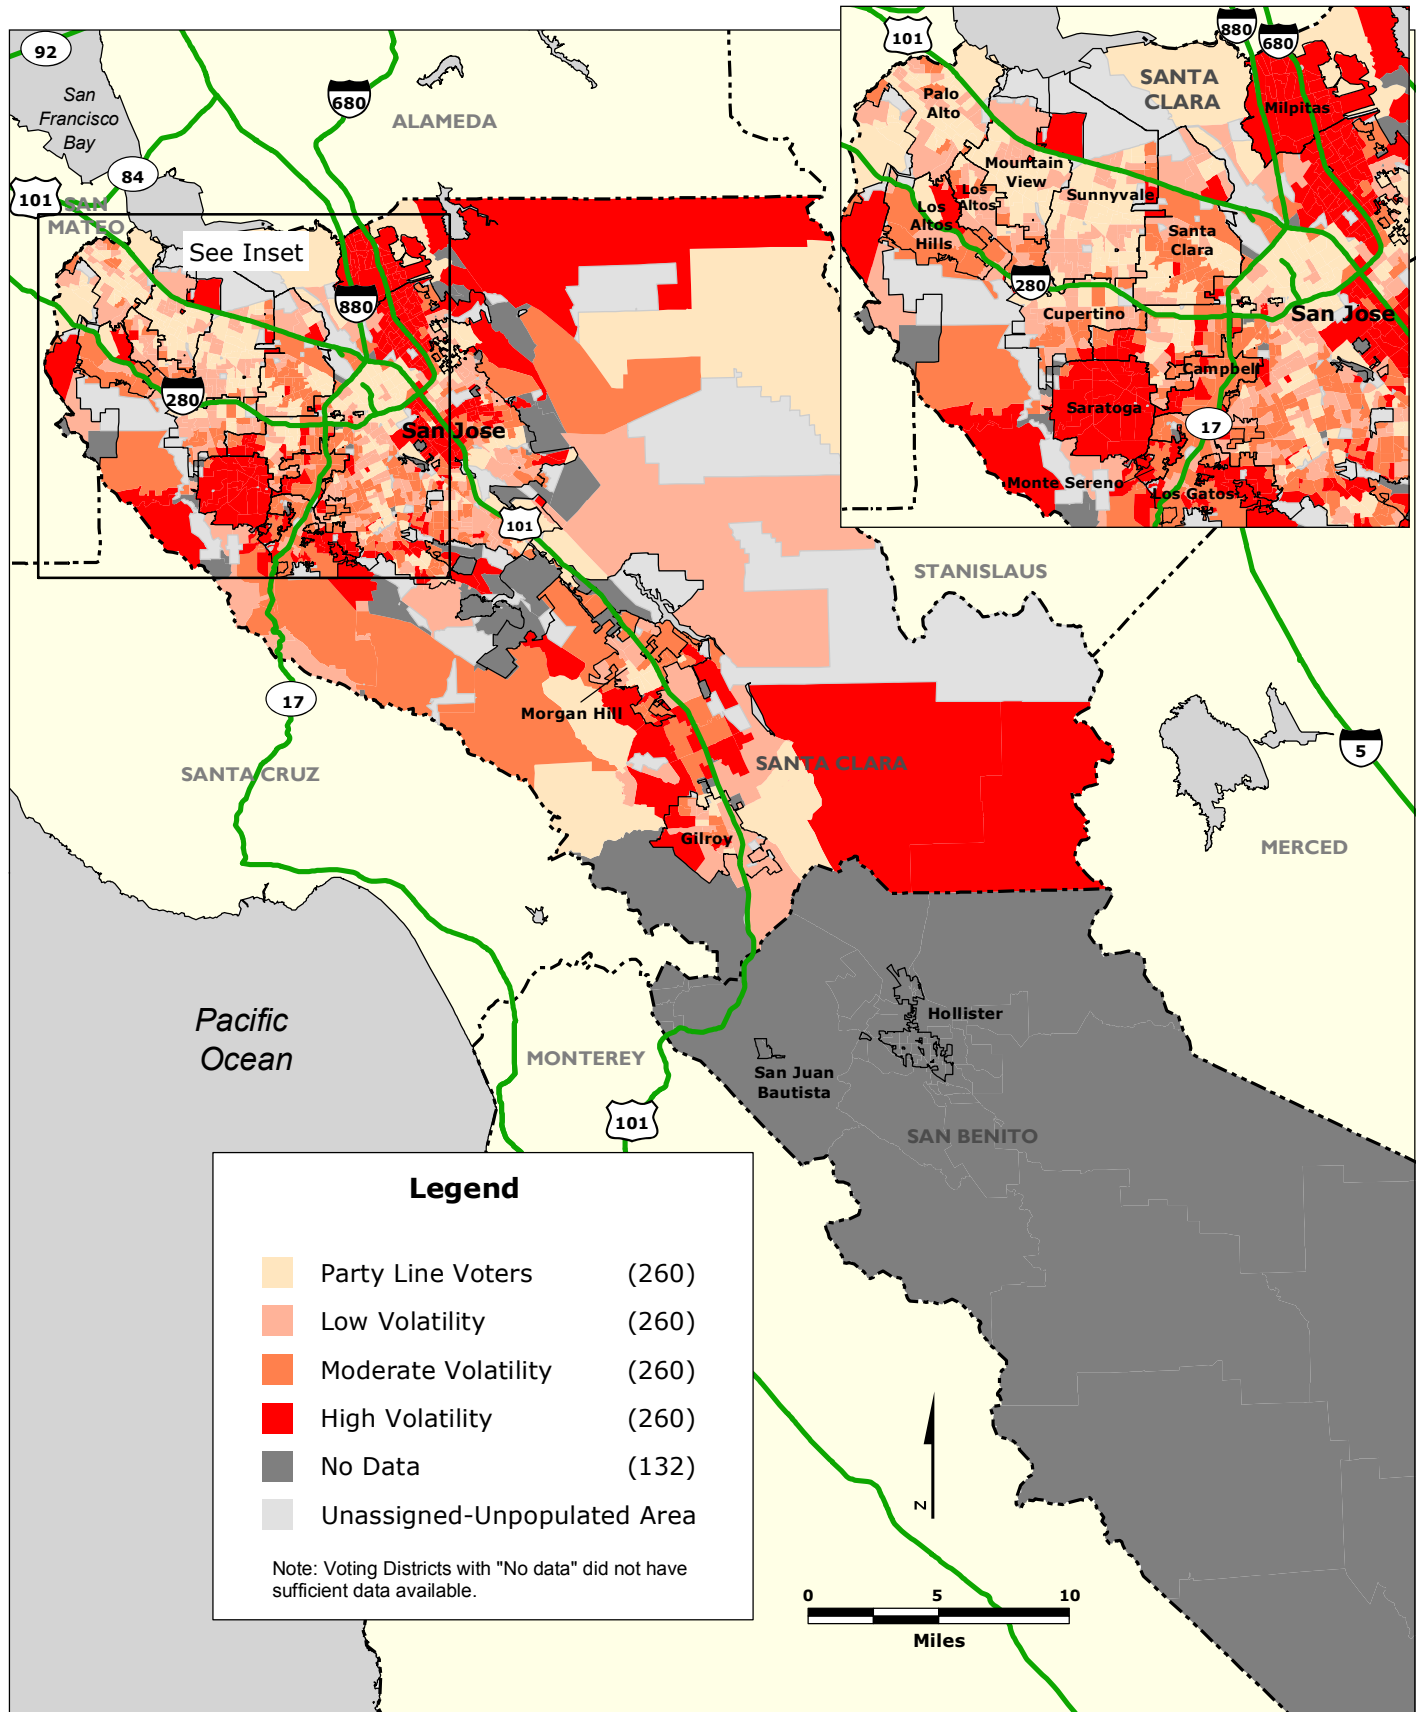 92
San
Francisco
Bay
680
ALAMEDA
84
101
SAN
MATEO
See Inset
880
280
San Jose
101
STANISLAUS
17
Morgan Hill
SANTA CLARA
SANTA CRUZ
5
Gilroy
MERCED
Pacific
Ocean
Hollister
MONTEREY
San Juan
Bautista
101
SAN BENITO
101
880
680
SANTA
CLARA
Palo
Alto
Milpitas
Mountain
View
Los
Altos
Sunnyvale
Los
Altos
Hills
Santa
Clara
280
Cupertino
San Jose
Campbell
Saratoga
17
Monte Sereno
Los Gatos
Legend
Party Line Voters (260)
Low Volatility (260)
Moderate Volatility (260)
High Volatility (260)
No Data (132)
Unassigned-Unpopulated Area
Note: Voting Districts with "No data" did not have
sufficient data available.
N
0 5 10
Miles